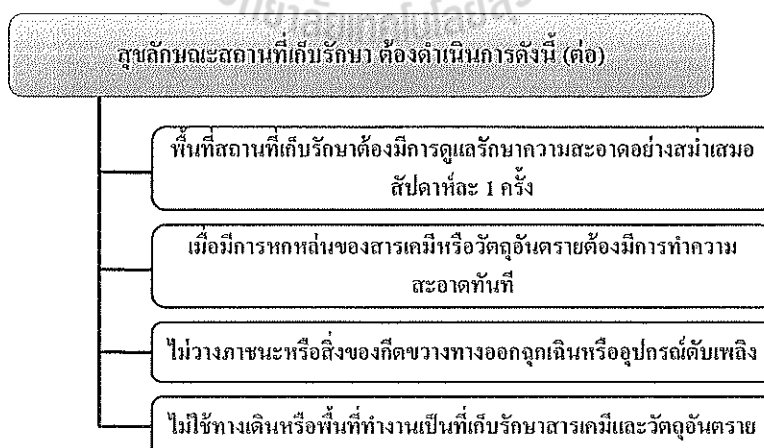 สุขลักษณะสถานที่เก็บรักษา ต้องดำเนินการดังนี้ (ต่อ)
พื้นที่สถานที่เก็บรักษาต้องมีการดูแลรักษาความสะอาดอย่างสม่ำเสมอ
สัปดาห์ละ 1 ครั้ง
เมื่อมีการหกหล่นของสารเคมีหรือวัตถุอันตรายต้องมีการทำความ
สะอาดทันที
ไม่วางภาชนะหรือสิ่งของกีดขวางทางออกฉุกเฉินหรืออุปกรณ์ดับเพลิง
ไม่ใช้ทางเดินหรือพื้นที่ทำงานเป็นที่เก็บรักษาสารเคมีและวัตถุอันตราย